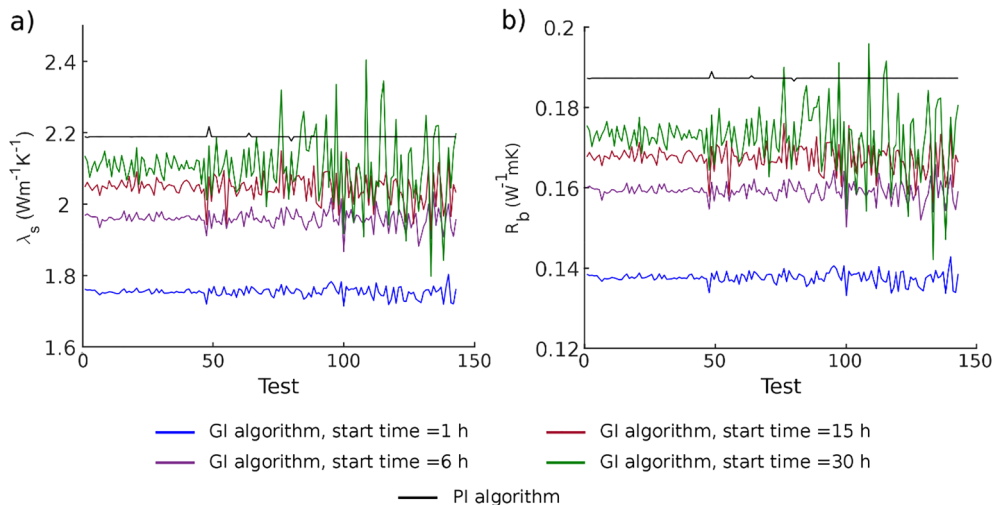 a)
λs (Wm-1K-1)
2.4
2.2
2
1.8
1.6
0
50
100
150
Test
b)
Rb (W-1mK)
0.2
0.18
0.16
0.14
0.12
0
50
100
150
Test
GI algorithm, start time =1 h
GI algorithm, start time =15 h
GI algorithm, start time =6 h
GI algorithm, start time =30 h
PI algorithm